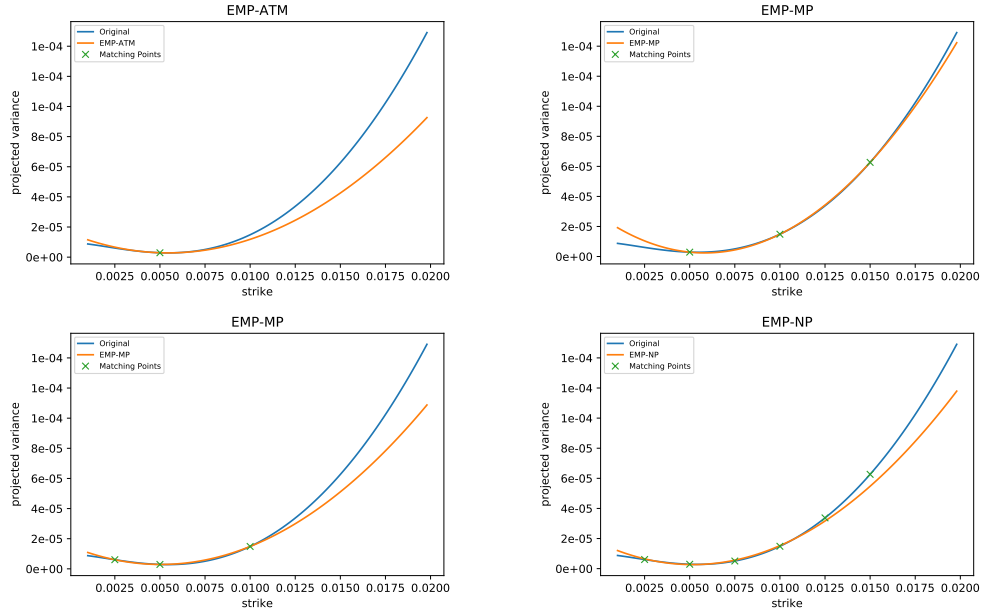 EMP-ATM
Original
EMP-ATM
Matching Points
projected variance
1e-04
1e-04
1e-04
8e-05
6e-05
4e-05
2e-05
0e+00
0.0025 0.0050 0.0075 0.0100 0.0125 0.0150 0.0175 0.0200
strike
EMP-MP
Original
EMP-MP
Matching Points
projected variance
1e-04
1e-04
1e-04
8e-05
6e-05
4e-05
2e-05
0e+00
0.0025 0.0050 0.0075 0.0100 0.0125 0.0150 0.0175 0.0200
strike
EMP-MP
Original
EMP-MP
Matching Points
projected variance
1e-04
1e-04
1e-04
8e-05
6e-05
4e-05
2e-05
0e+00
0.0025 0.0050 0.0075 0.0100 0.0125 0.0150 0.0175 0.0200
strike
EMP-NP
Original
EMP-NP
Matching Points
projected variance
1e-04
1e-04
1e-04
8e-05
6e-05
4e-05
2e-05
0e+00
0.0025 0.0050 0.0075 0.0100 0.0125 0.0150 0.0175 0.0200
strike